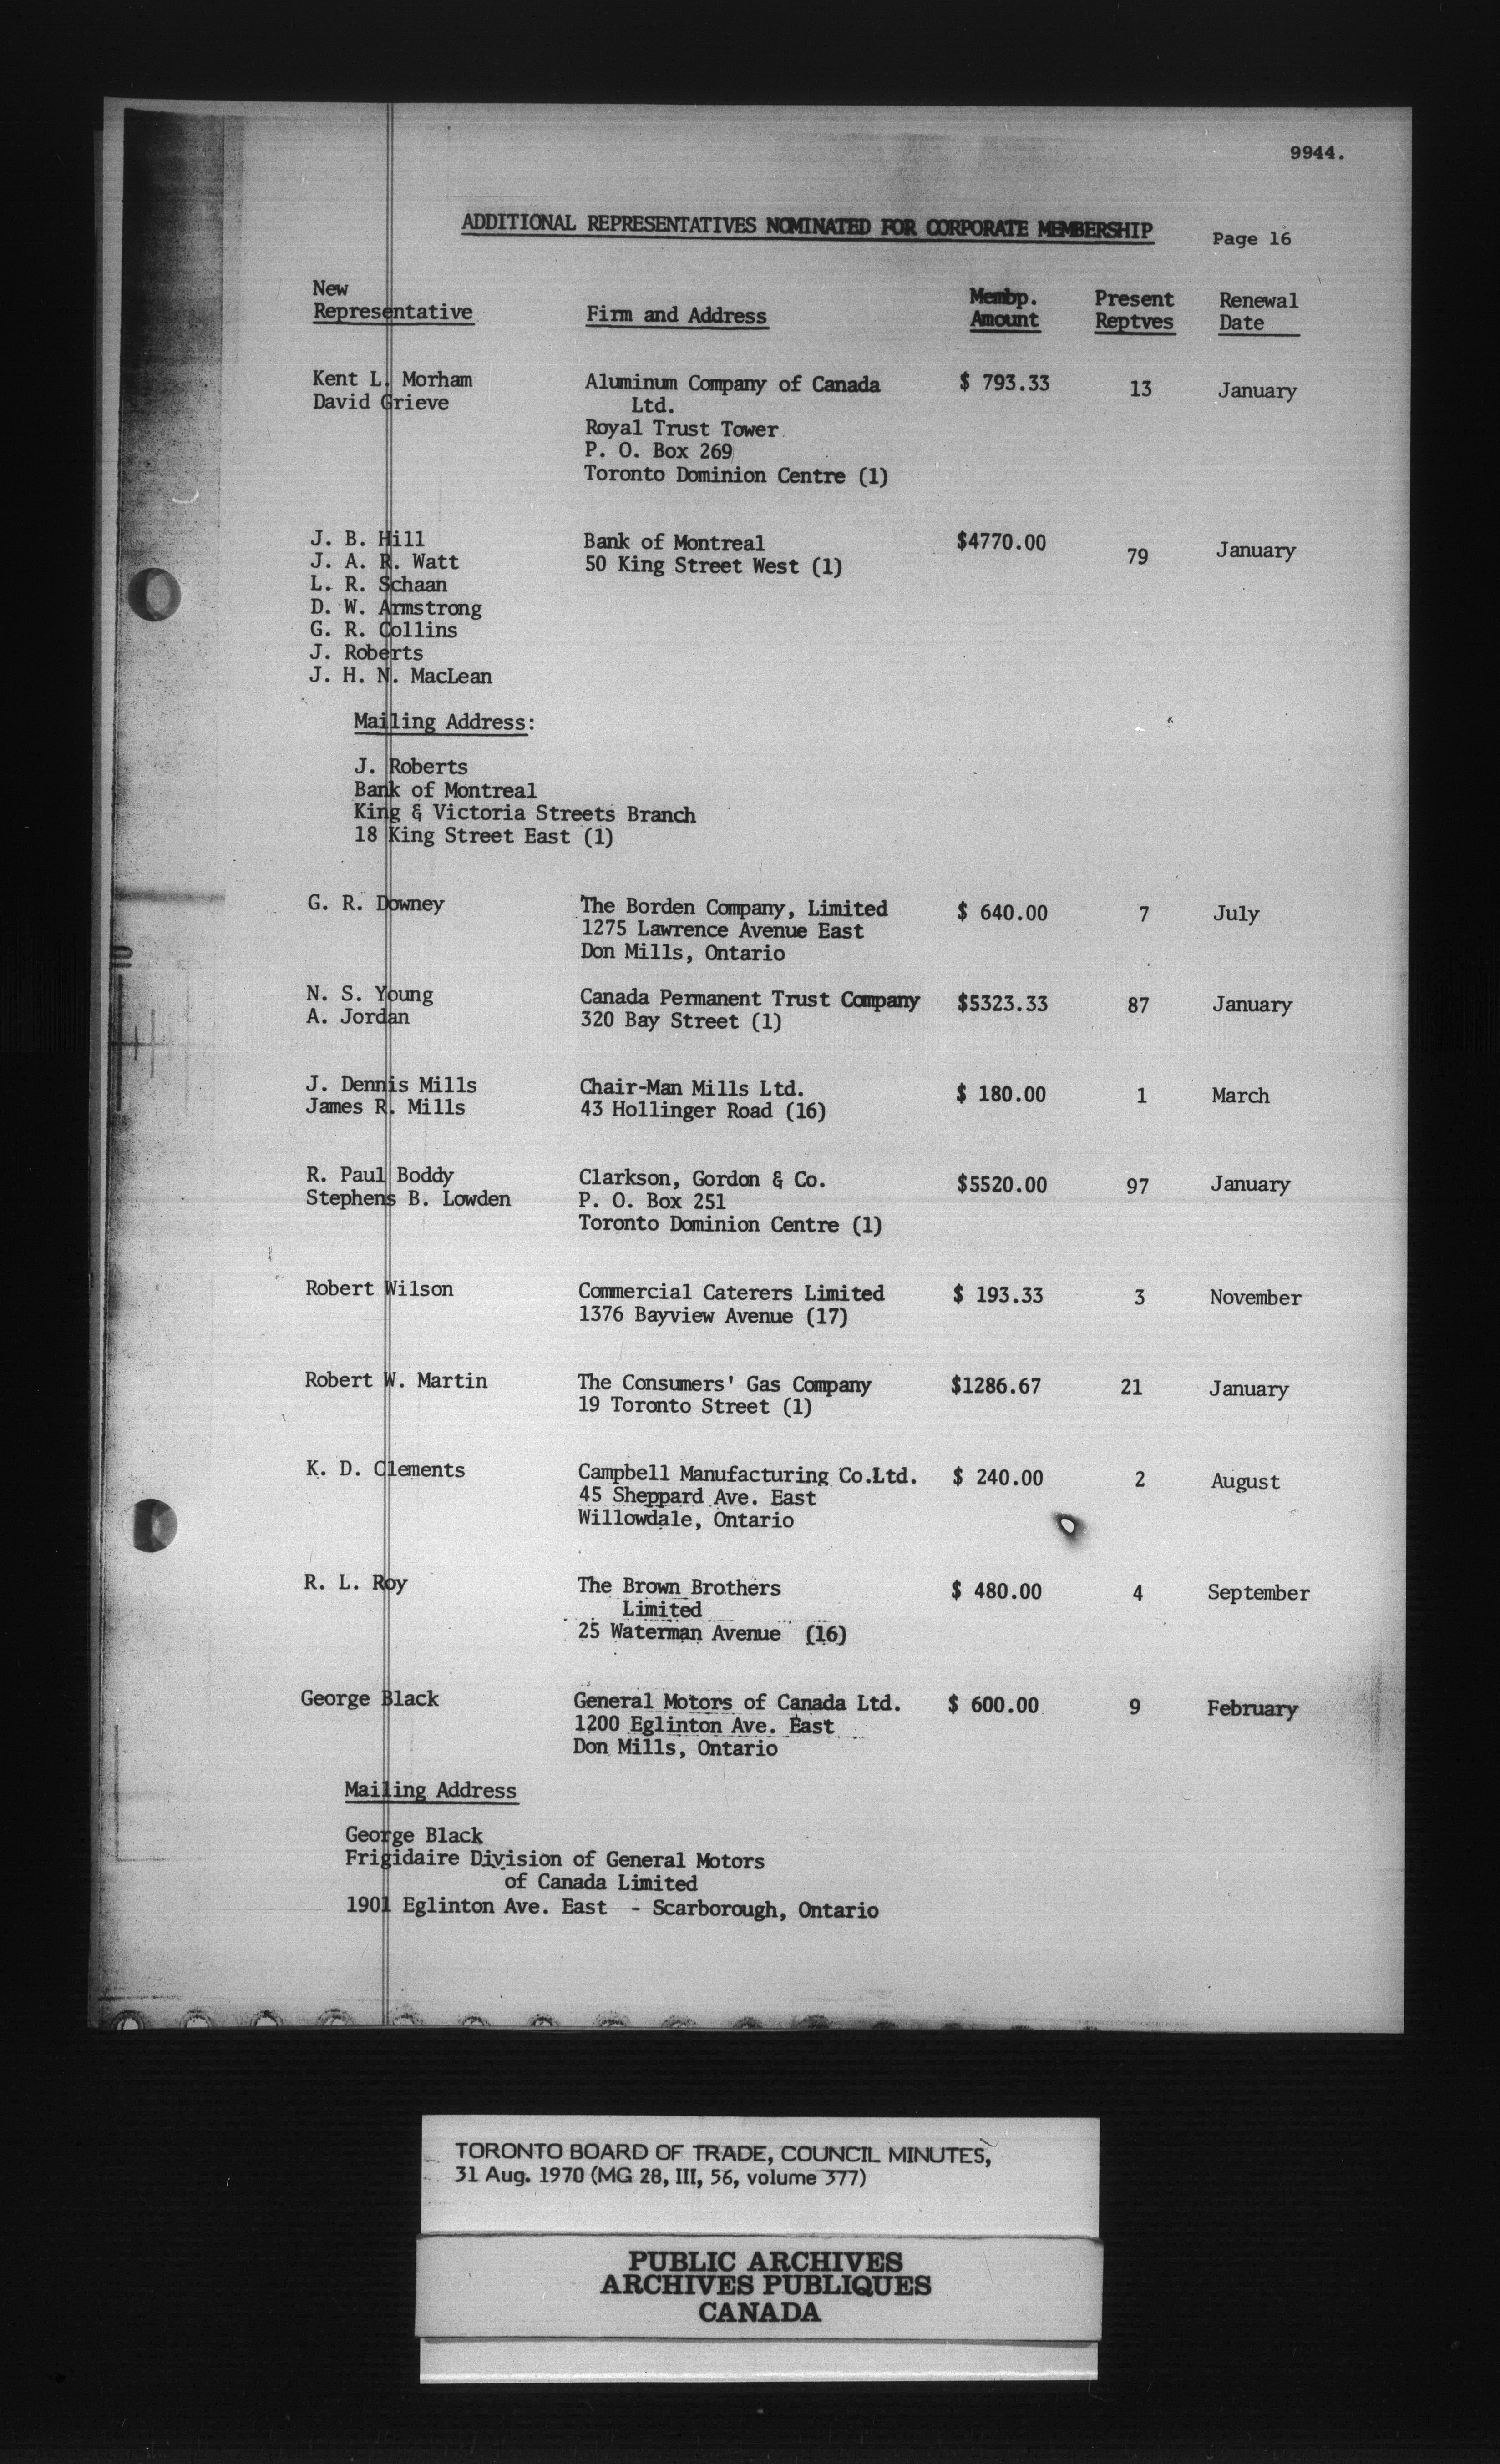 9944.
ADDITIONAL REPRESENTATIVES NOMINATED FOR CORPORATE MEMBERSHIP
Page 16
New Representative
Firm and Address
Membp. Amount
Present Reptves
Renewal Date
Kent L. Morham Aluminum Company of Canada $ 793.33 13 January
David Grieve Ltd.
Royal Trust Tower
P. O. Box 269
Toronto Dominion Centre (1)
J. B. Hill Bank of Montreal $4770.00 79 January
J. A. R. Watt 50 King Street West (1)
L. R. Schaan
D. W. Armstrong
G. R. Collins
J. Roberts
J. H. N. MacLean
Mailing Address:
J. Roberts
Bank of Montreal
King & Victoria Streets Branch
18 King Street East (1)
G. R. Downey The Borden Company, Limited $ 640.00 7 July
1275 Lawrence Avenue East
Don Mills, Ontario
N. S. Young Canada Permanent Trust Company $5323.33 87 January
A. Jordan 320 Bay Street (1)
J. Dennis Mills Chair-Man Mills Ltd. $ 180.00 1 March
James R. Mills 43 Hollinger Road (16)
R. Paul Boddy Clarkson, Gordon & Co. $5520.00 97 January
Stephens B. Lowden P. O. Box 251
Toronto Dominion Centre (1)
Robert Wilson Commercial Caterers Limited $ 193.33 3 November
1376 Bayview Avenue (17)
Robert W. Martin The Consumers' Gas Company $1286.67 21 January
19 Toronto Street (1)
K. D. Clements Campbell Manufacturing Co.Ltd. $ 240.00 2 August
45 Sheppard Ave. East
Willowdale, Ontario
R. L. Roy The Brown Brothers $ 480.00 4 September
Limited
25 Waterman Avenue (16)
George Black General Motors of Canada Ltd. $ 600.00 9 February
1200 Eglinton Ave. East
Don Mills, Ontario
Mailing Address
George Black
Frigidaire Division of General Motors
of Canada Limited
1901 Eglinton Ave. East - Scarborough, Ontario
TORONTO BOARD OF TRADE, COUNCIL MINUTES,
31 Aug. 1970 (MG 28, III, 56, volume 377)
PUBLIC ARCHIVES
ARCHIVES PUBLIQUES
CANADA